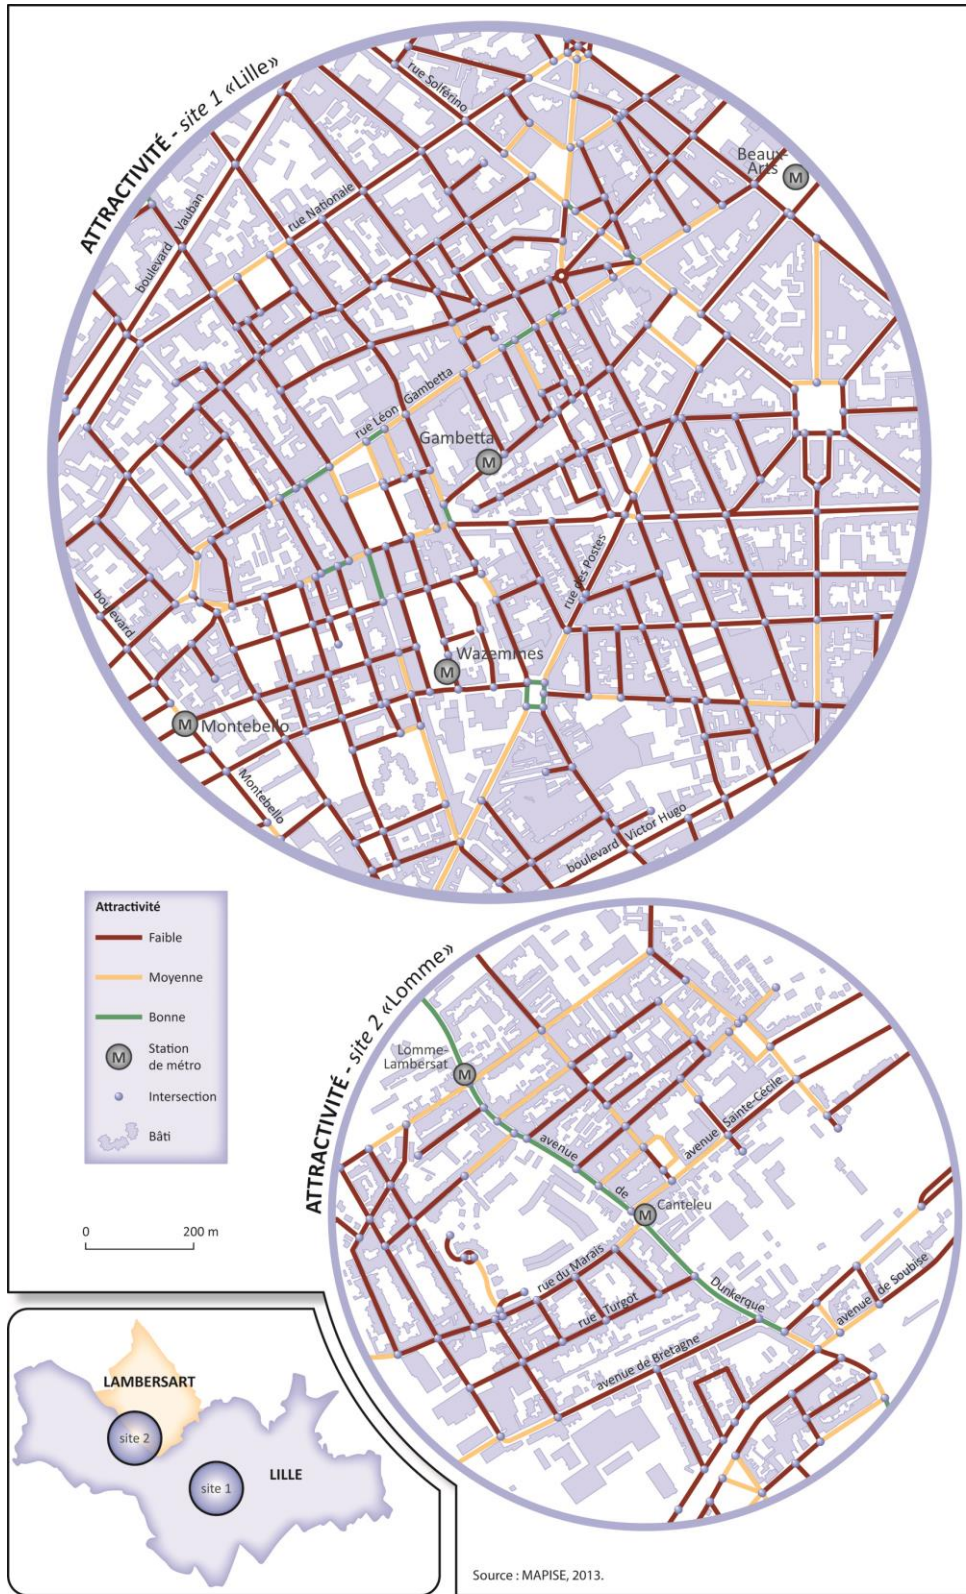 ATTRACTIVITÉ - site 1 «Lille»
rue Solférino
Beaux-
Arts
M
boulevard Vauban
rue Nationale
rue Léon Gambetta
Gambetta
M
rue des Postes
boulevard
Wazemmes
M
M
Montebello
Montebello
boulevard Victor Hugo
Attractivité
Faible
Moyenne
Bonne
M
Station
de métro
Intersection
Bâti
0
200 m
ATTRACTIVITÉ - site 2 «Lomme»
Lomme-
Lambersat
M
avenue
de
Dunkerque
avenue Sainte-Cécile
M
Canteleu
rue du Marais
rue Turgot
avenue de Bretagne
avenue de Soubise
LAMBERSART
site 2
LILLE
site 1
Source : MAPISE, 2013.